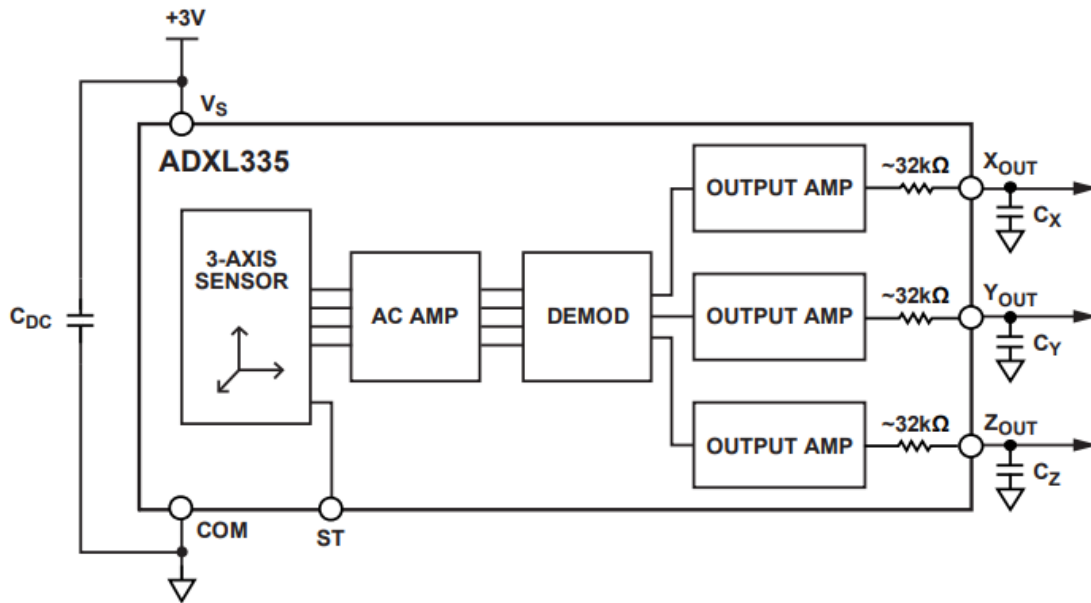 +3V
VS
ADXL335
3-AXIS
SENSOR
AC AMP
DEMOD
OUTPUT AMP
~32kΩ
XOUT
CX
OUTPUT AMP
~32kΩ
YOUT
CY
OUTPUT AMP
~32kΩ
ZOUT
CZ
CDC
COM
ST